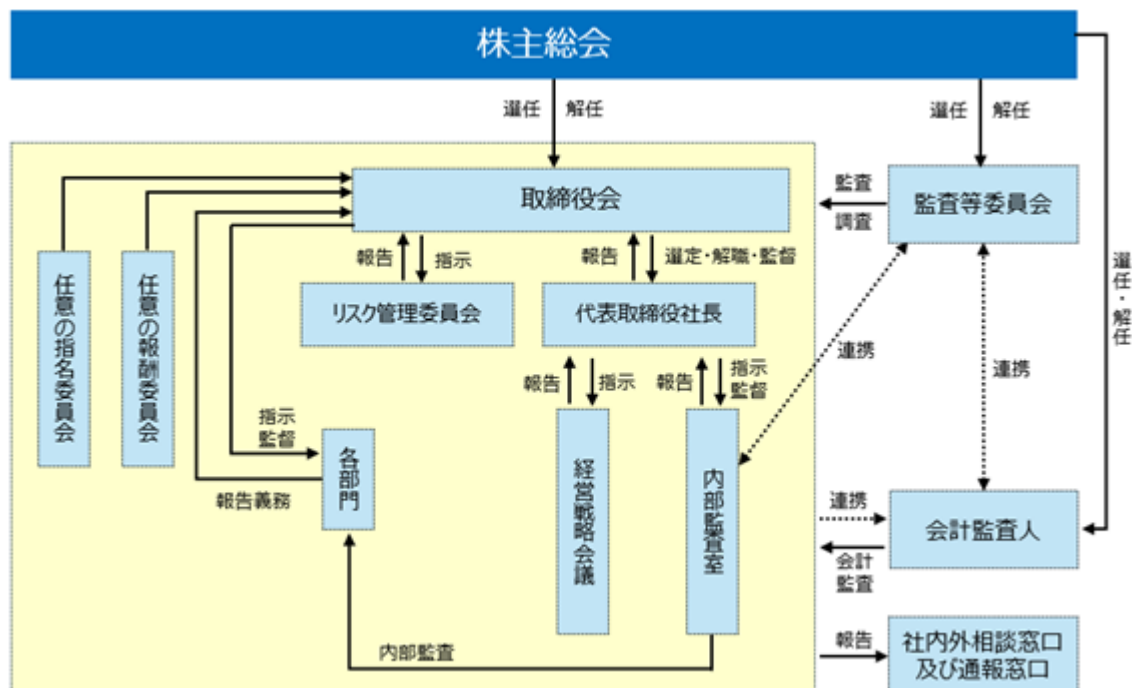 株主総会
選任 解任
選任 解任
選任・解任
取締役会
監査
調査
監査等委員会
報告 指示
報告 選定・解職・監督
任意の指名委員会
任意の報酬委員会
リスク管理委員会
代表取締役社長
連携
連携
報告 指示
報告 指示
監督
指示
監督
各部門
報告義務
経営戦略会議
内部監査室
連携
会計監査人
会計
監査
内部監査
報告
社内外相談窓口
及び通報窓口